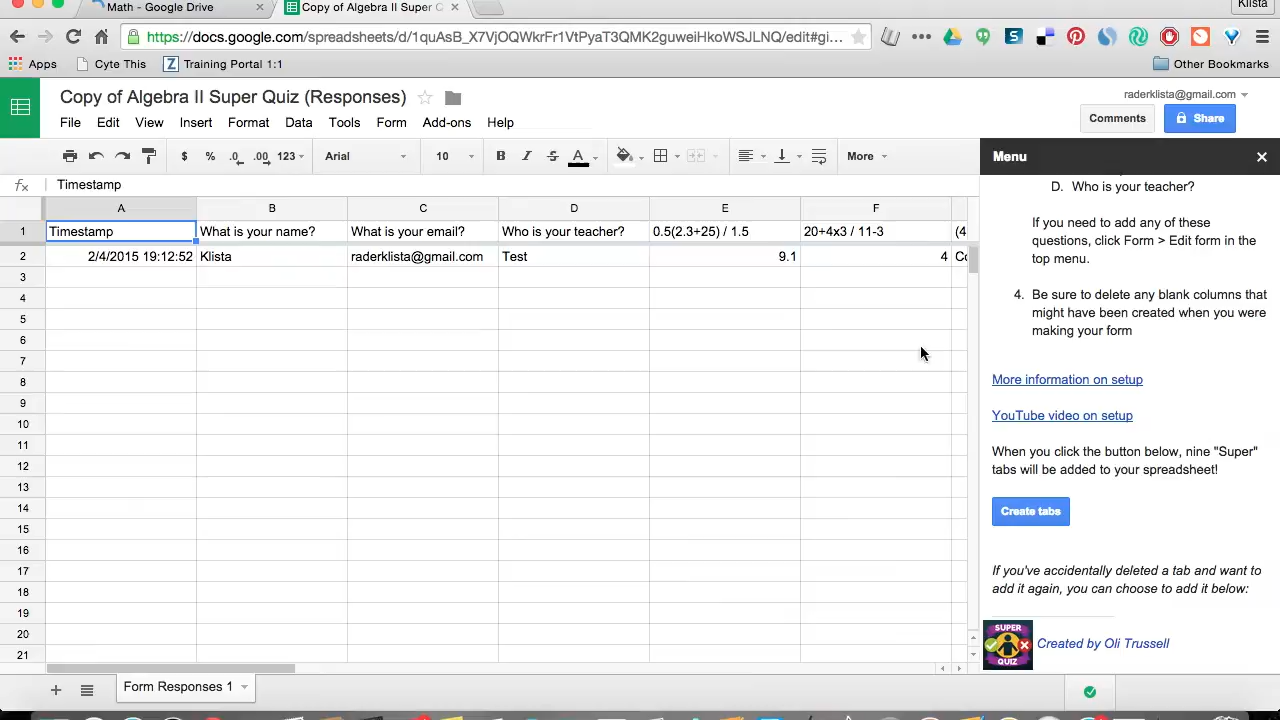 Math - Google Drive
Copy of Algebra II Super Q
Klista
https://docs.google.com/spreadsheets/d/1quAsB_X7VjOQWkrFr1VtPyaT3QMK2guweiHkoWSJLNQ/edit#gi...
Apps
Cyte This
Training Portal 1:1
Other Bookmarks
Copy of Algebra II Super Quiz (Responses)
raderklista@gmail.com
File Edit View Insert Format Data Tools Form Add-ons Help
Comments
Share
$ % .0 .00 123 Arial 10 B I S A More
Menu
fx Timestamp
A B C D E F
1 Timestamp What is your name? What is your email? Who is your teacher? 0.5(2.3+25) / 1.5 20+4x3 / 11-3 (4
2 2/4/2015 19:12:52 Klista raderklista@gmail.com Test 9.1 4 Co
3
4
5
6
7
8
9
10
11
12
13
14
15
16
17
18
19
20
21
D. Who is your teacher?
If you need to add any of these
questions, click Form > Edit form in the
top menu.
4. Be sure to delete any blank columns that
might have been created when you were
making your form
More information on setup
YouTube video on setup
When you click the button below, nine "Super"
tabs will be added to your spreadsheet!
Create tabs
If you've accidentally deleted a tab and want to
add it again, you can choose to add it below:
SUPER
QUIZ
Created by Oli Trussell
Form Responses 1